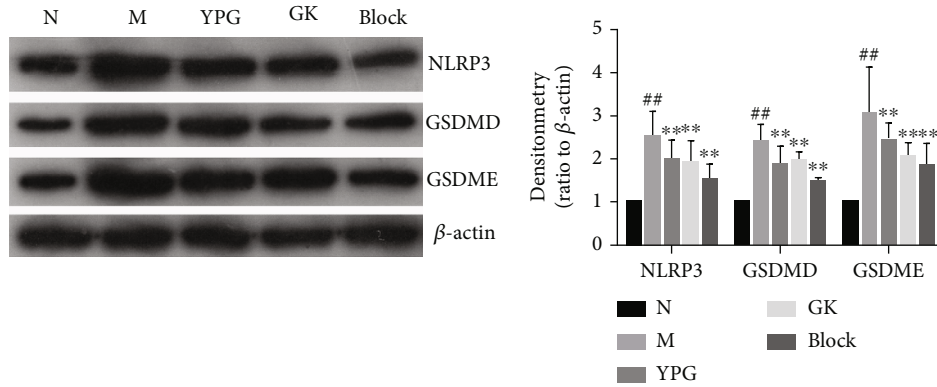 N M YPG GK Block
NLRP3
GSDMD
GSDME
β-actin
Densitonmetry
(ratio to β-actin)
5
4
3
2
1
0
##
**
**
**
##
**
**
**
##
**
****
NLRP3 GSDMD GSDME
N
M
YPG
GK
Block